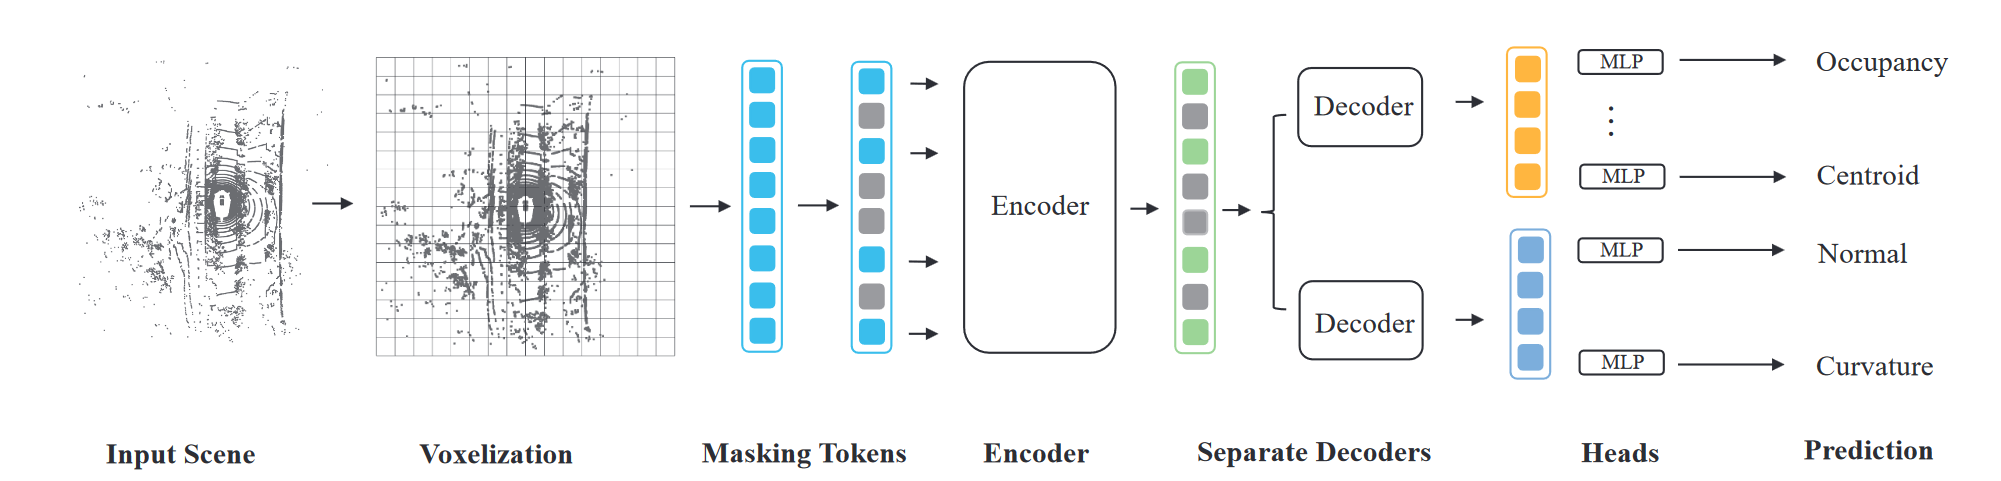 MLP
Occupancy
Decoder
MLP
Centroid
Encoder
MLP
Normal
Decoder
MLP
Curvature
Input Scene
Voxelization
Masking Tokens
Encoder
Separate Decoders
Heads
Prediction